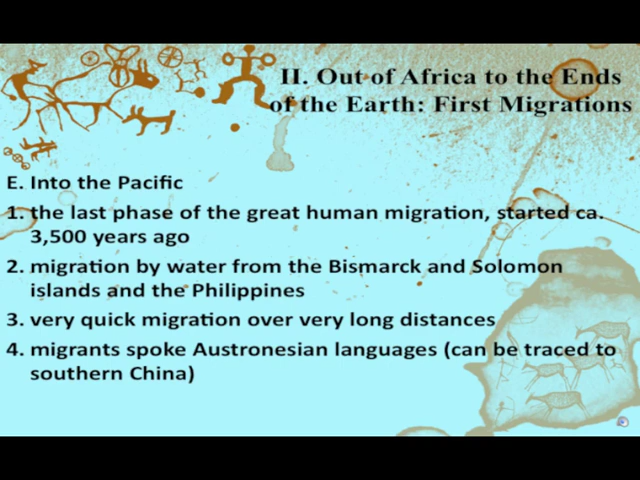 II. Out of Africa to the Ends
of the Earth: First Migrations
E. Into the Pacific
1. the last phase of the great human migration, started ca.
3,500 years ago
2. migration by water from the Bismarck and Solomon
islands and the Philippines
3. very quick migration over very long distances
4. migrants spoke Austronesian languages (can be traced to
southern China)